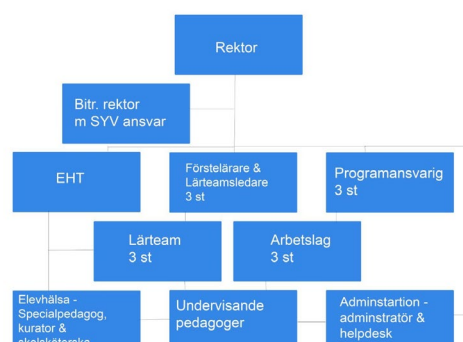 Rektor
Bitr. rektor
m SYV ansvar
EHT
Förstelärare &
Lärteamsledare
3 st
Programansvarig
3 st
Lärteam
3 st
Arbetslag
3 st
Elevhälsa -
Specialpedagog,
kurator &
skolsköterska
Undervisande
pedagoger
Adminstartion -
adminstratör &
helpdesk